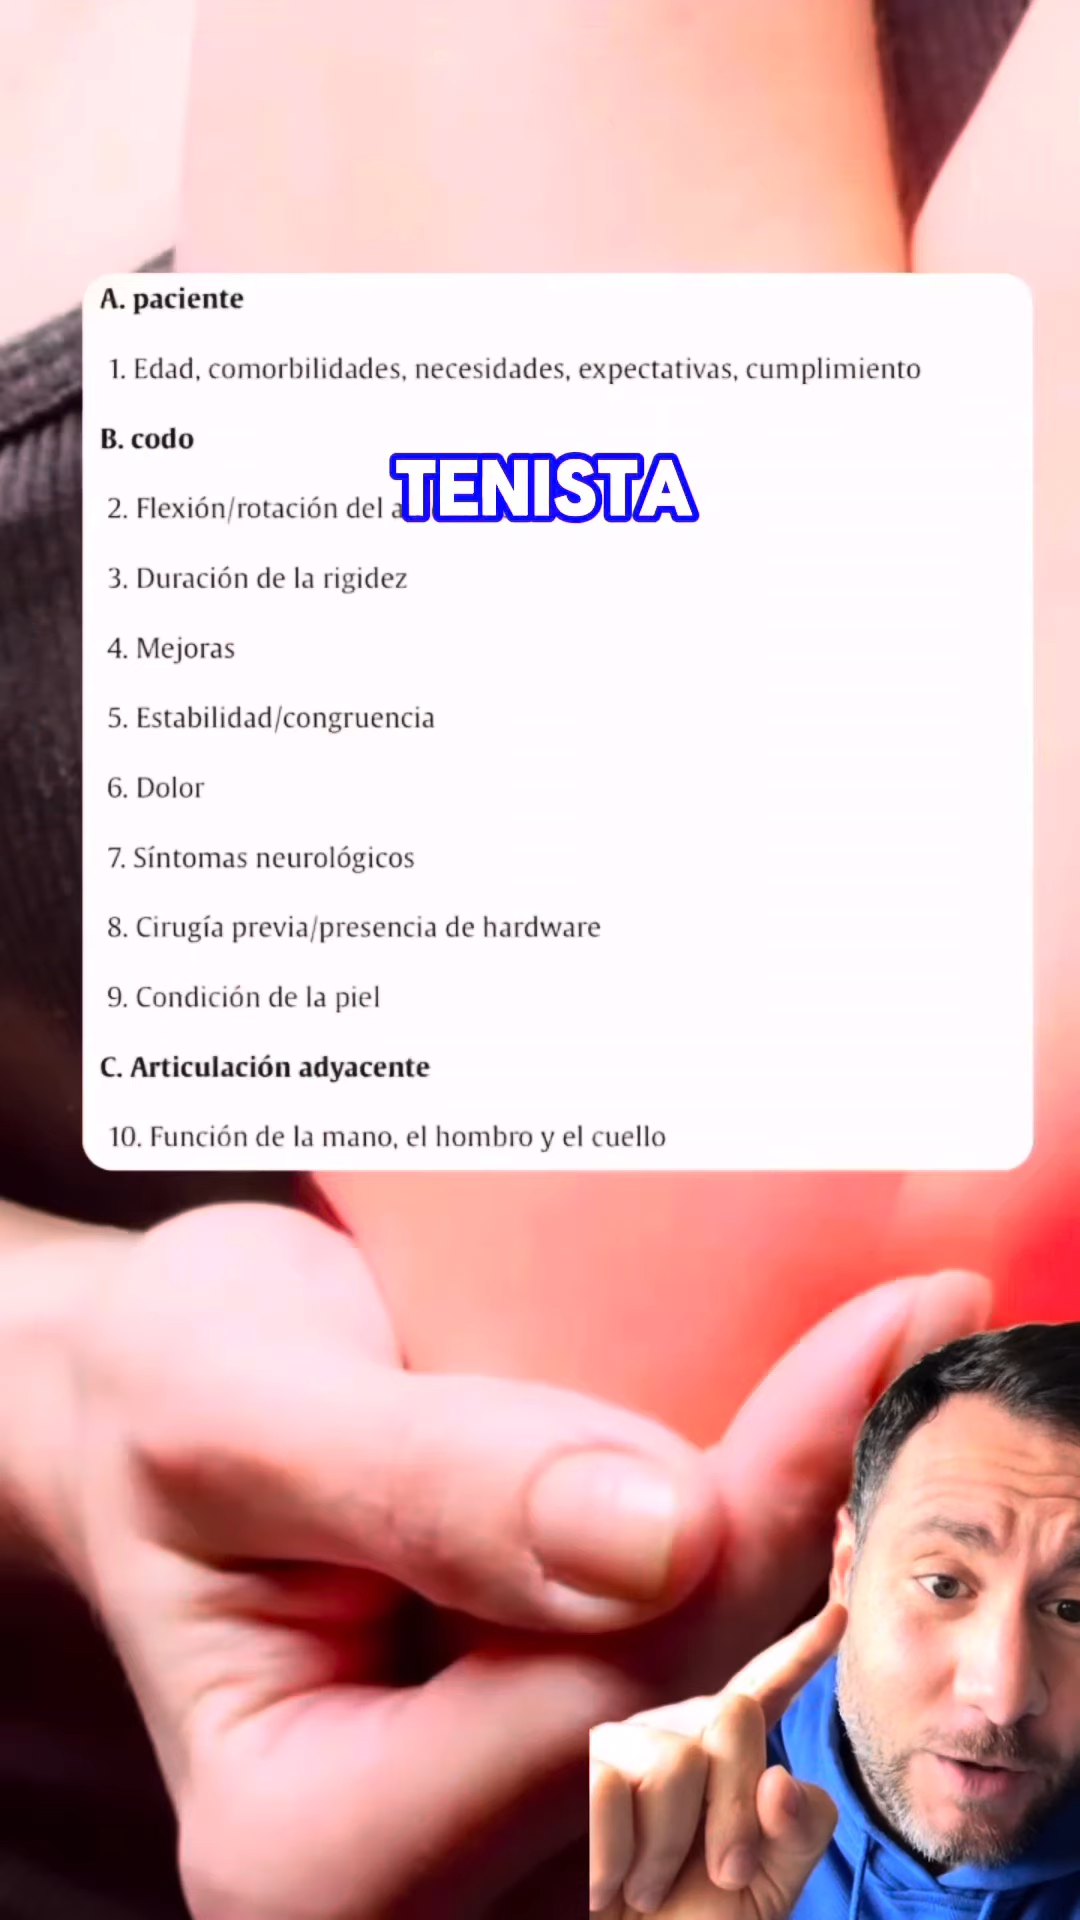 A. paciente
1. Edad, comorbilidades, necesidades, expectativas, cumplimiento
B. codo
TENISTA
2. Flexión/rotación del
3. Duración de la rigidez
4. Mejoras
5. Estabilidad/congruencia
6. Dolor
7. Síntomas neurológicos
8. Cirugía previa/presencia de hardware
9. Condición de la piel
C. Articulación adyacente
10. Función de la mano, el hombro y el cuello